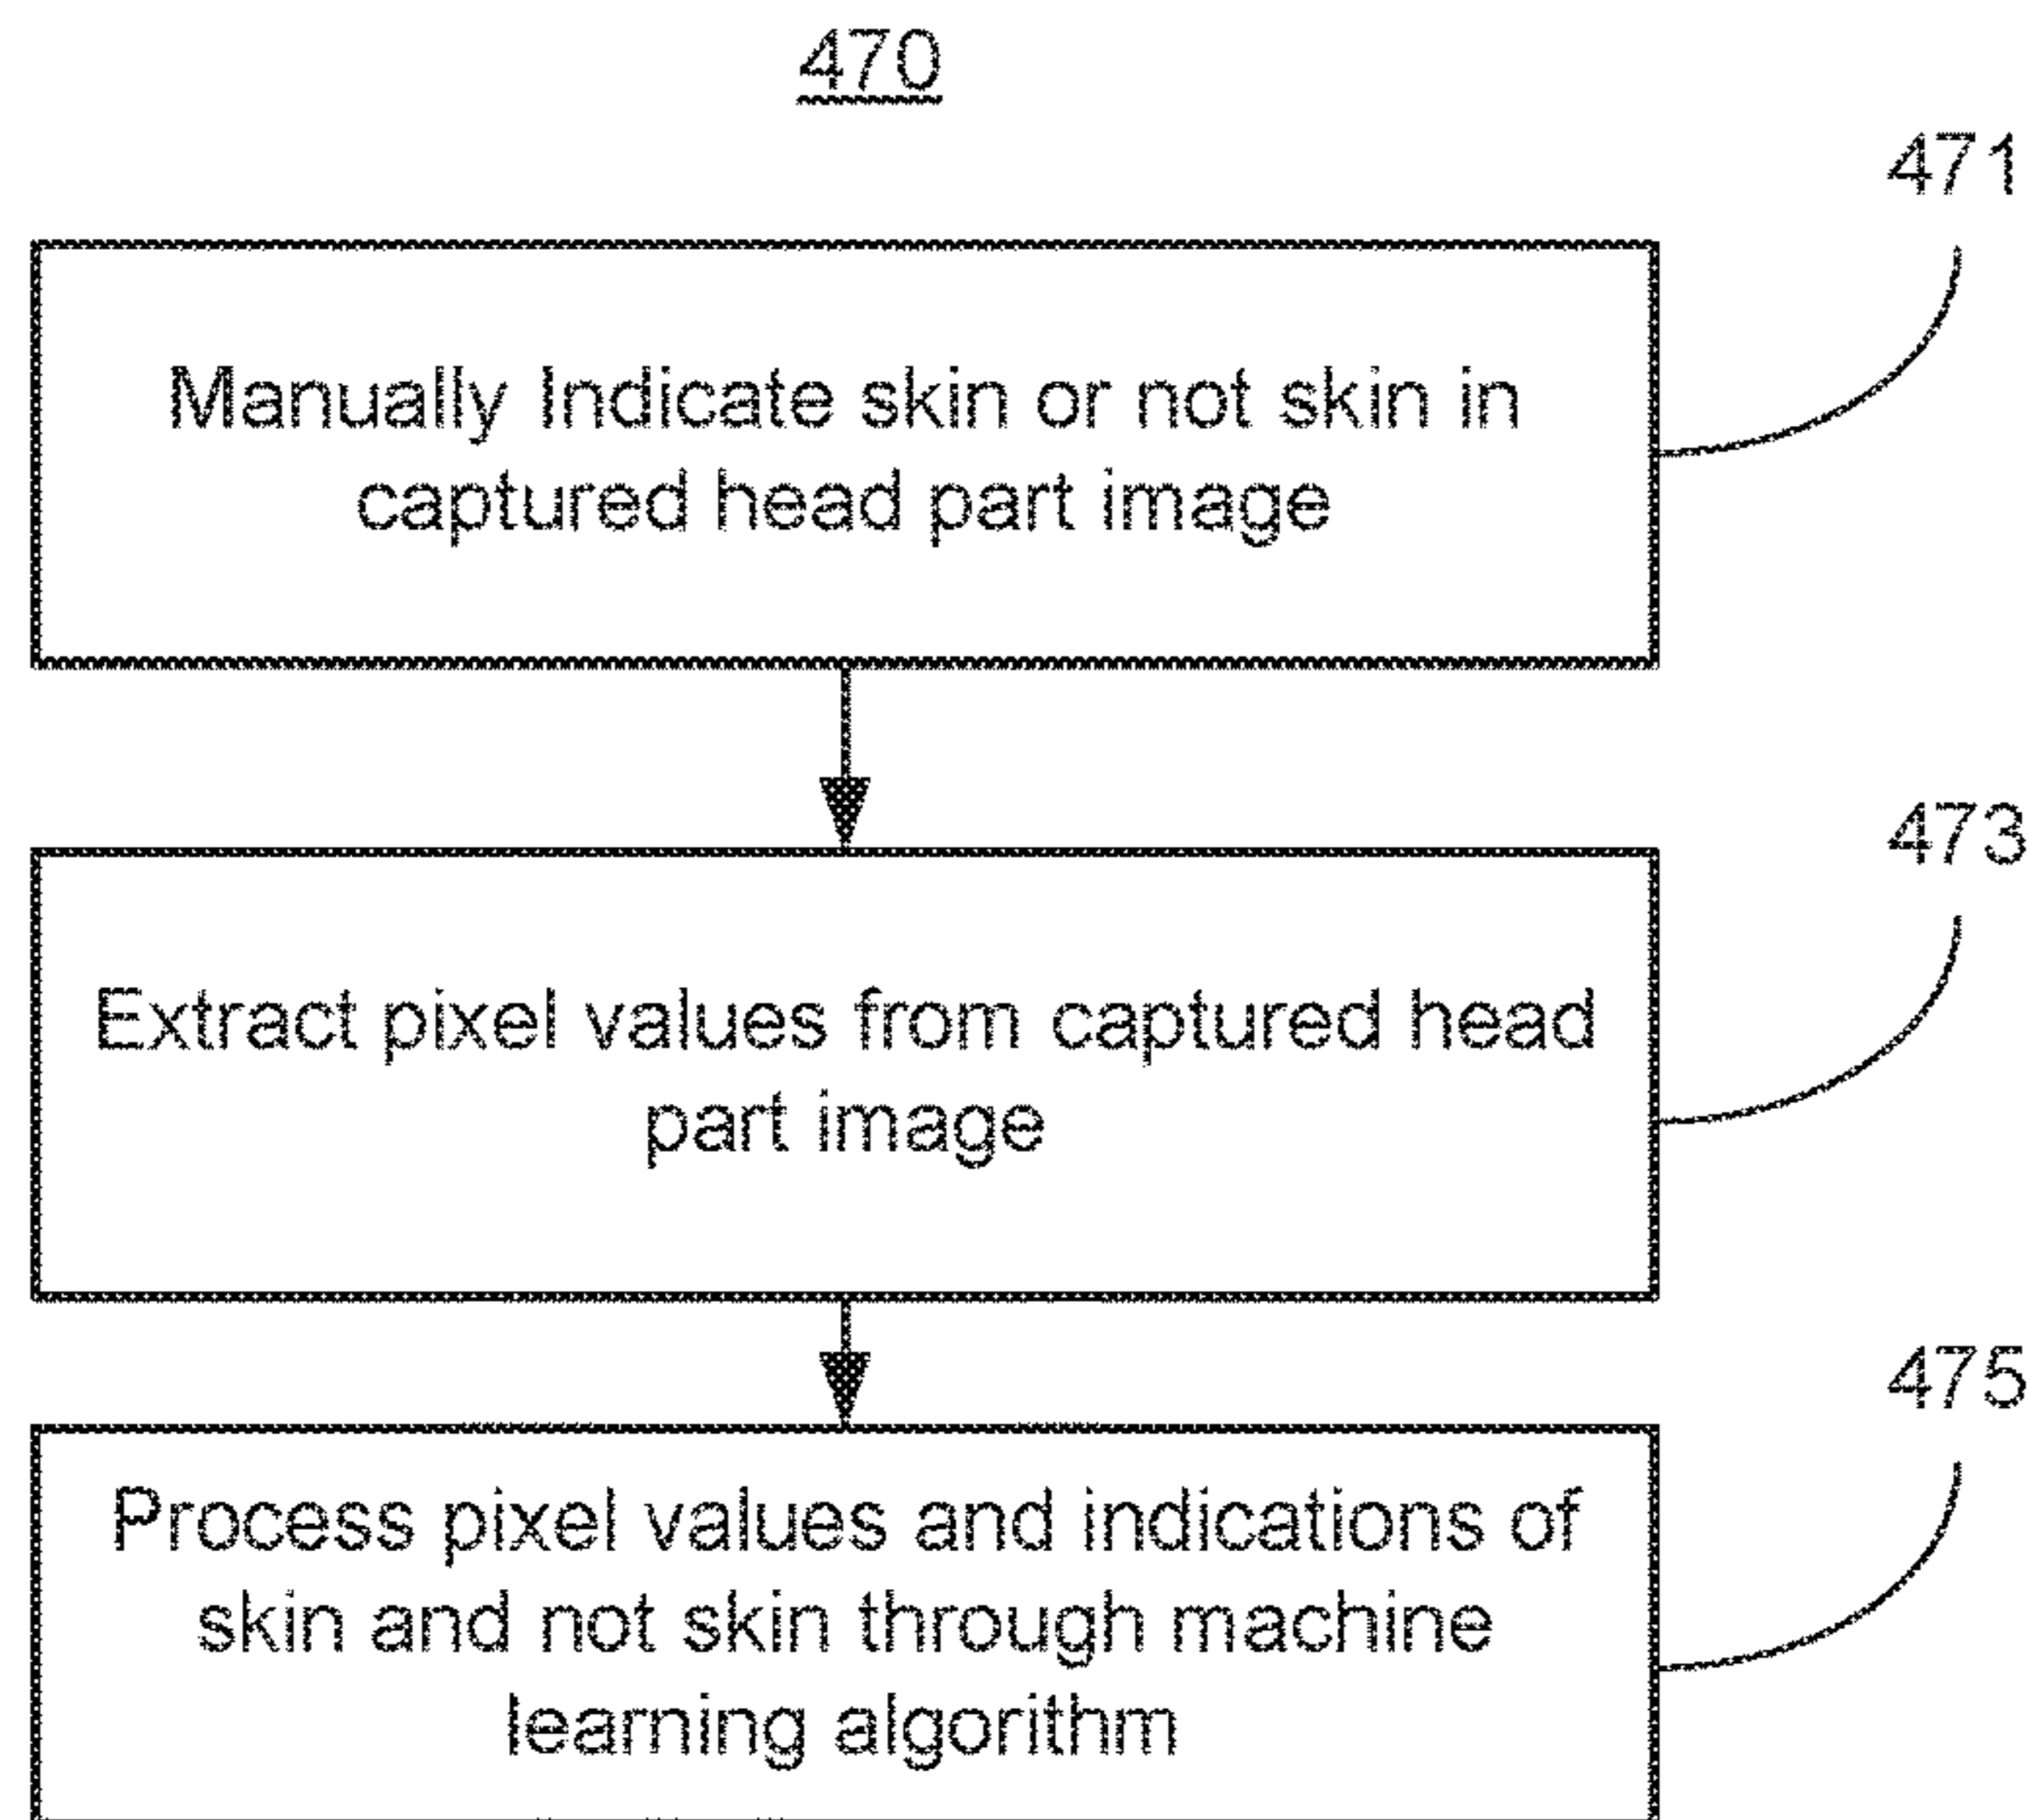 470
471
Manually Indicate skin or not skin in
captured head part image
473
Extract pixel values from captured head
part image
475
Process pixel values and indications of
skin and not skin through machine
learning algorithm